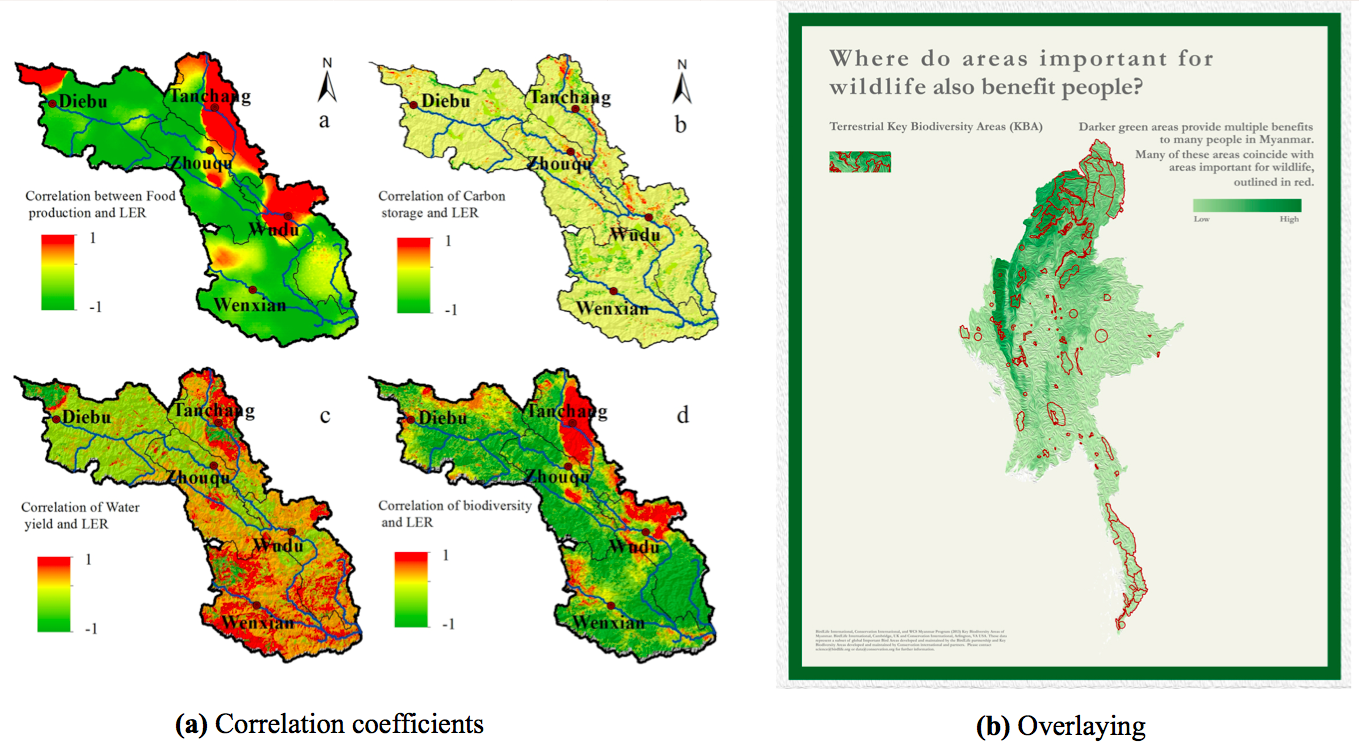 N
a
Diebu
Tanchang
Zhouqu
Wudu
Wenxian
Correlation between Food
production and LER
1
-1
N
b
Diebu
Tanchang
Zhouqu
Wudu
Wenxian
Correlation of Carbon
storage and LER
1
-1
c
Diebu
Tanchang
Zhouqu
Wudu
Wenxian
Correlation of Water
yield and LER
1
-1
d
Diebu
Tanchang
Zhouqu
Wudu
Wenxian
Correlation of biodiversity
and LER
1
-1
(a) Correlation coefficients
Where do areas important for
wildlife also benefit people?
Terrestrial Key Biodiversity Areas (KBA)
Darker green areas provide multiple benefits
to many people in Myanmar.
Many of these areas coincide with
areas important for wildlife,
outlined in red.
Low
High
(b) Overlaying